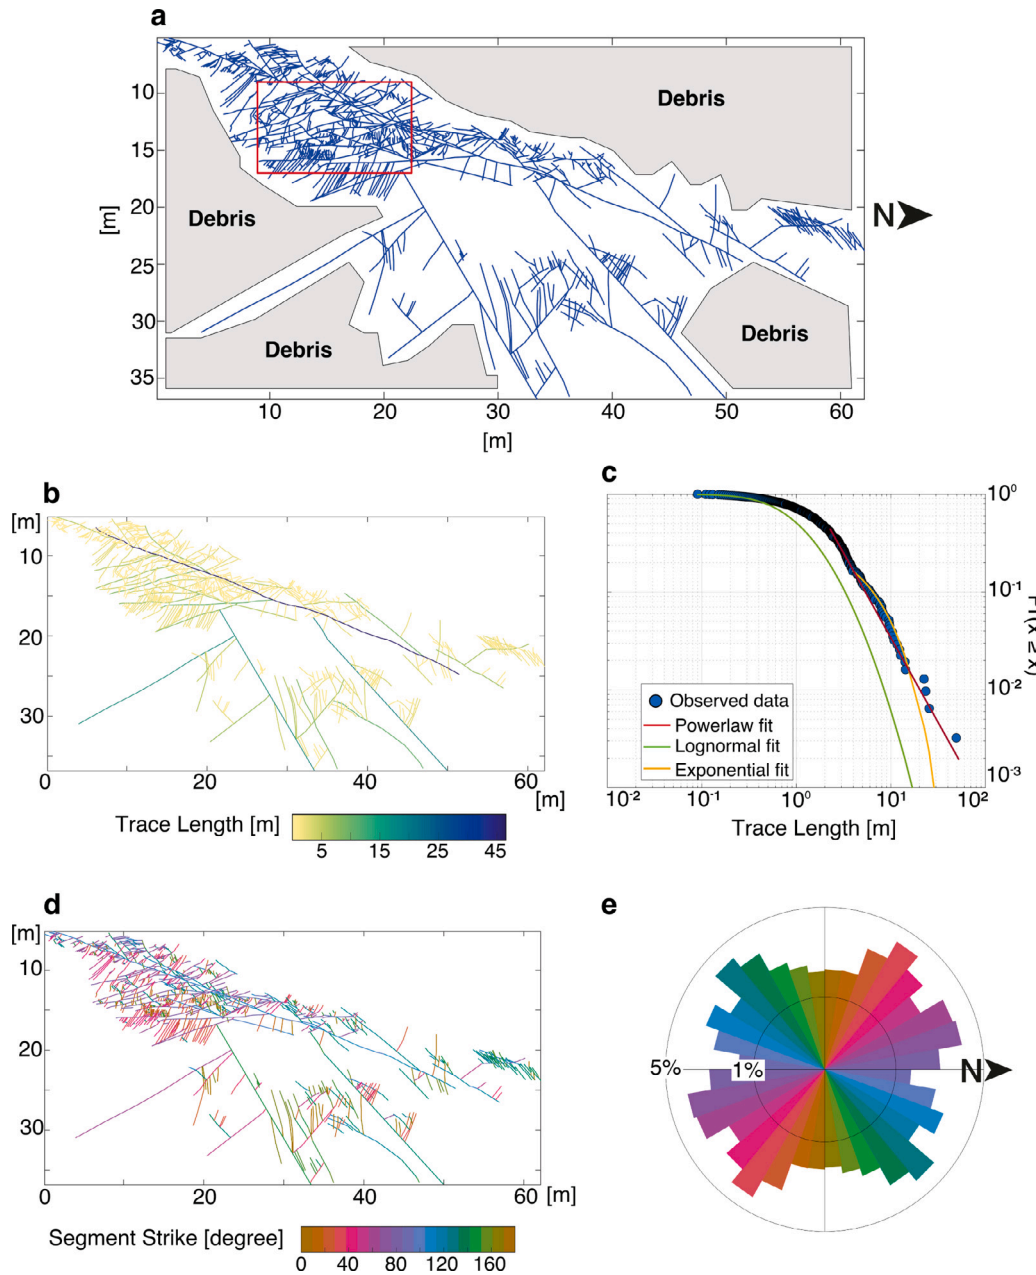 a
Debris
Debris
Debris
Debris
N
[m]
10
15
20
25
30
35
10
20
30
40
50
60
[m]
b
[m]
10
20
30
0
20
40
60
[m]
Trace Length [m]
5
15
25
45
c
10⁰
10⁻¹
10⁻²
10⁻³
Observed data
Powerlaw fit
Lognormal fit
Exponential fit
10⁻²
10⁻¹
10⁰
10¹
10²
Trace Length [m]
d
[m]
10
20
30
0
20
40
60
[m]
Segment Strike [degree]
0
40
80
120
160
e
5%
1%
N